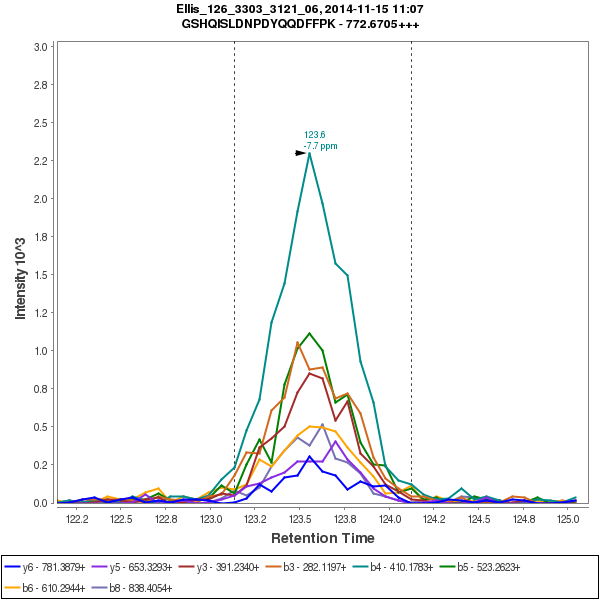 Ellis_126_3303_3121_06, 2014-11-15 11:07
GSHQISLDNPDYQQDFFPK - 772.6705+++
3.0
2.8
2.5
2.2
2.0
1.8
1.5
1.2
1.0
0.8
0.5
0.2
0.0
Intensity 10^3
123.6
-7.7 ppm
122.2 122.5 122.8 123.0 123.2 123.5 123.8 124.0 124.2 124.5 124.8 125.0
Retention Time
y6 - 781.3879+ y5 - 653.3293+ y3 - 391.2340+ b3 - 282.1197+ b4 - 410.1783+ b5 - 523.2623+
b6 - 610.2944+ b8 - 838.4054+